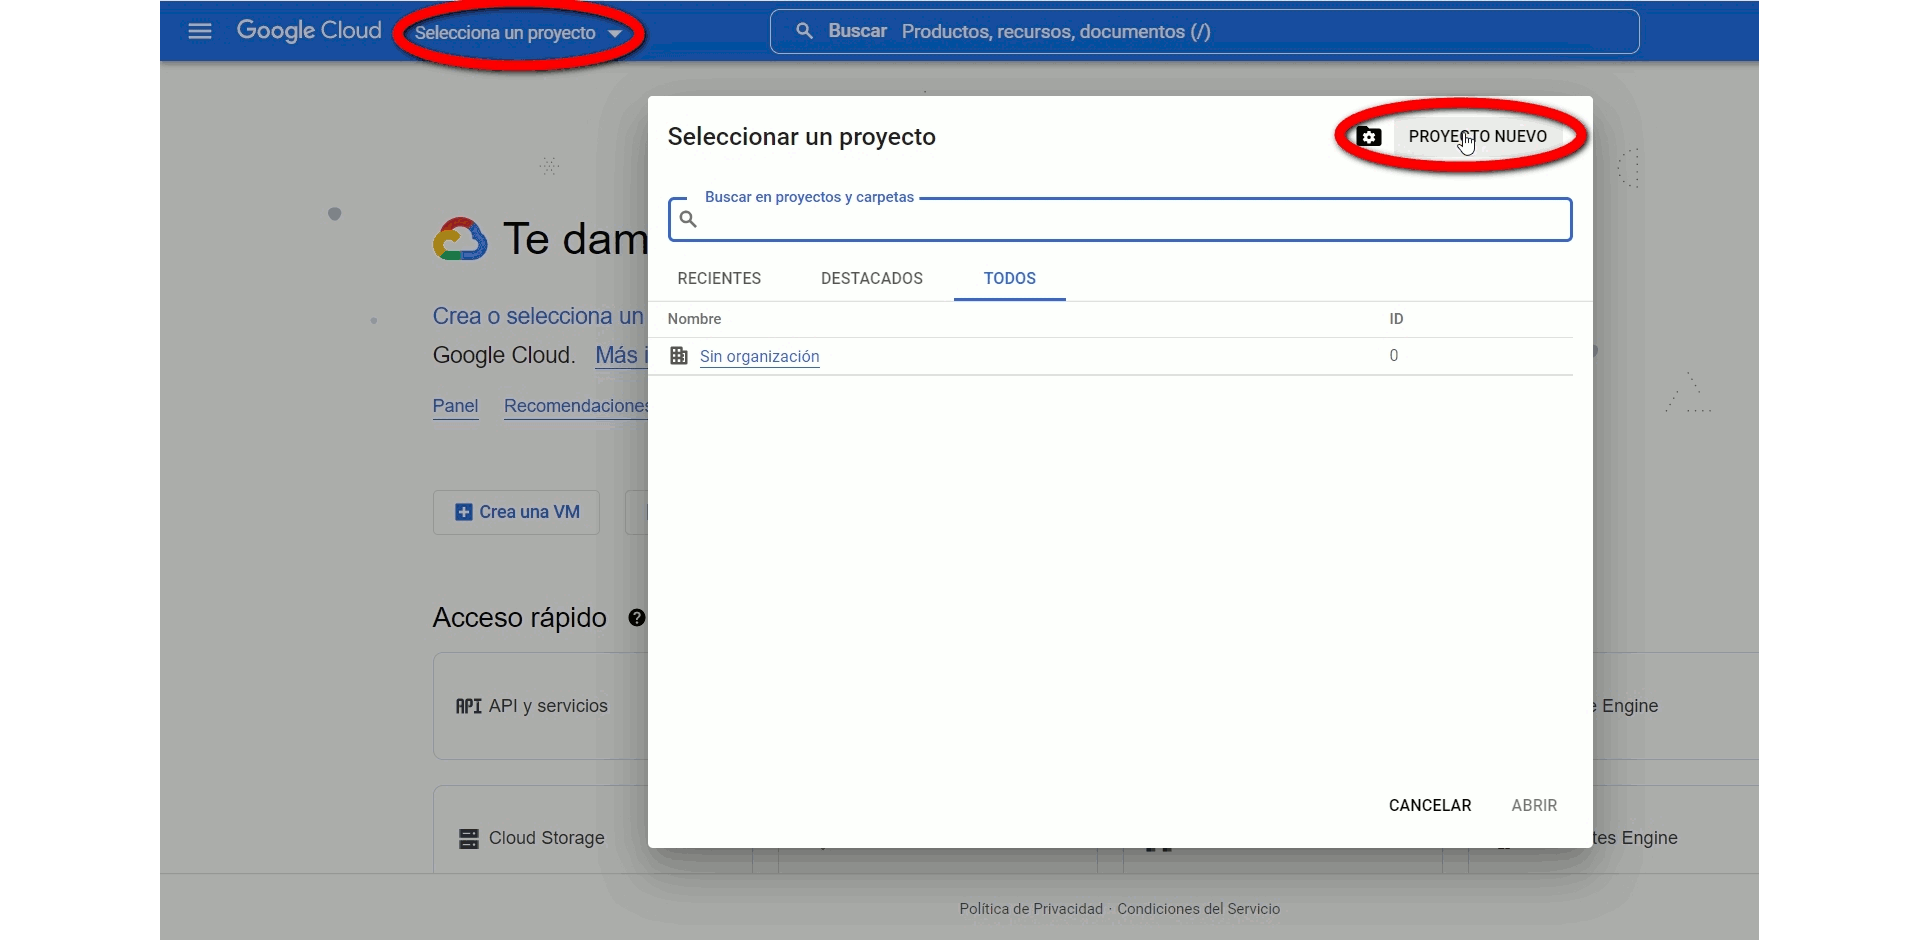 Google Cloud
Selecciona un proyecto
Buscar Productos, recursos, documentos (/)
Seleccionar un proyecto
PROYECTO NUEVO
Buscar en proyectos y carpetas
RECIENTES DESTACADOS TODOS
Nombre ID
Sin organización 0
CANCELAR ABRIR
Te dam
Crea o selecciona un
Google Cloud. Más i
Panel Recomendaciones
Crea una VM
Acceso rápido
API API y servicios
Engine
Cloud Storage
tes Engine
Política de Privacidad · Condiciones del Servicio